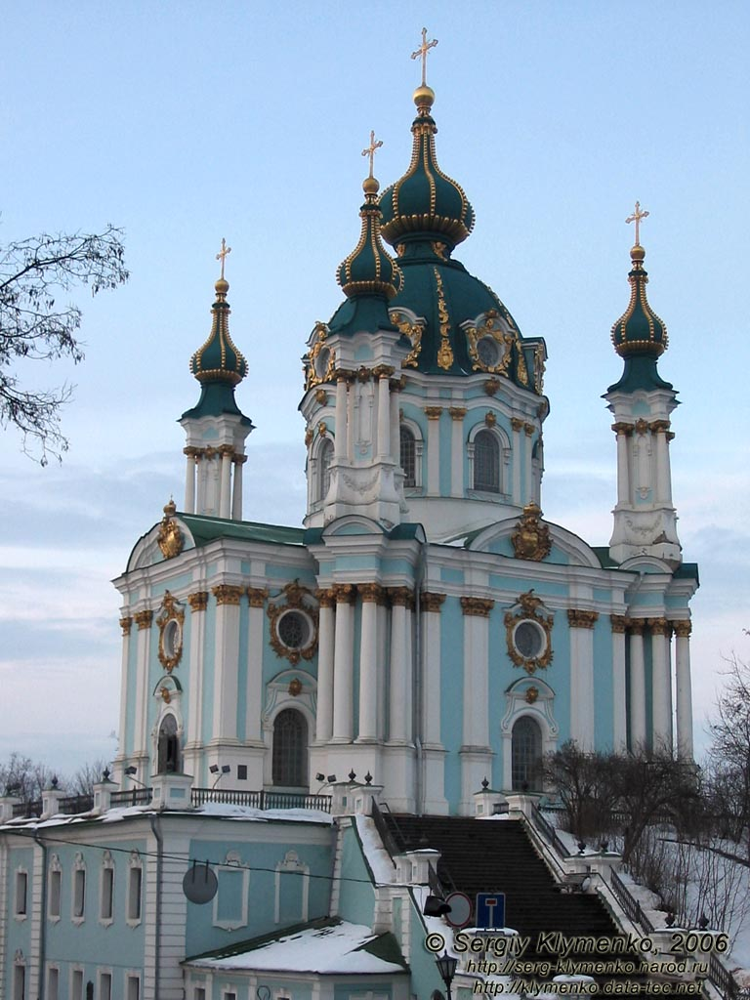 © Sergiy Klymenko, 2006
http://serg-klymenko.narod.ru
http://klymenko.data-tec.net